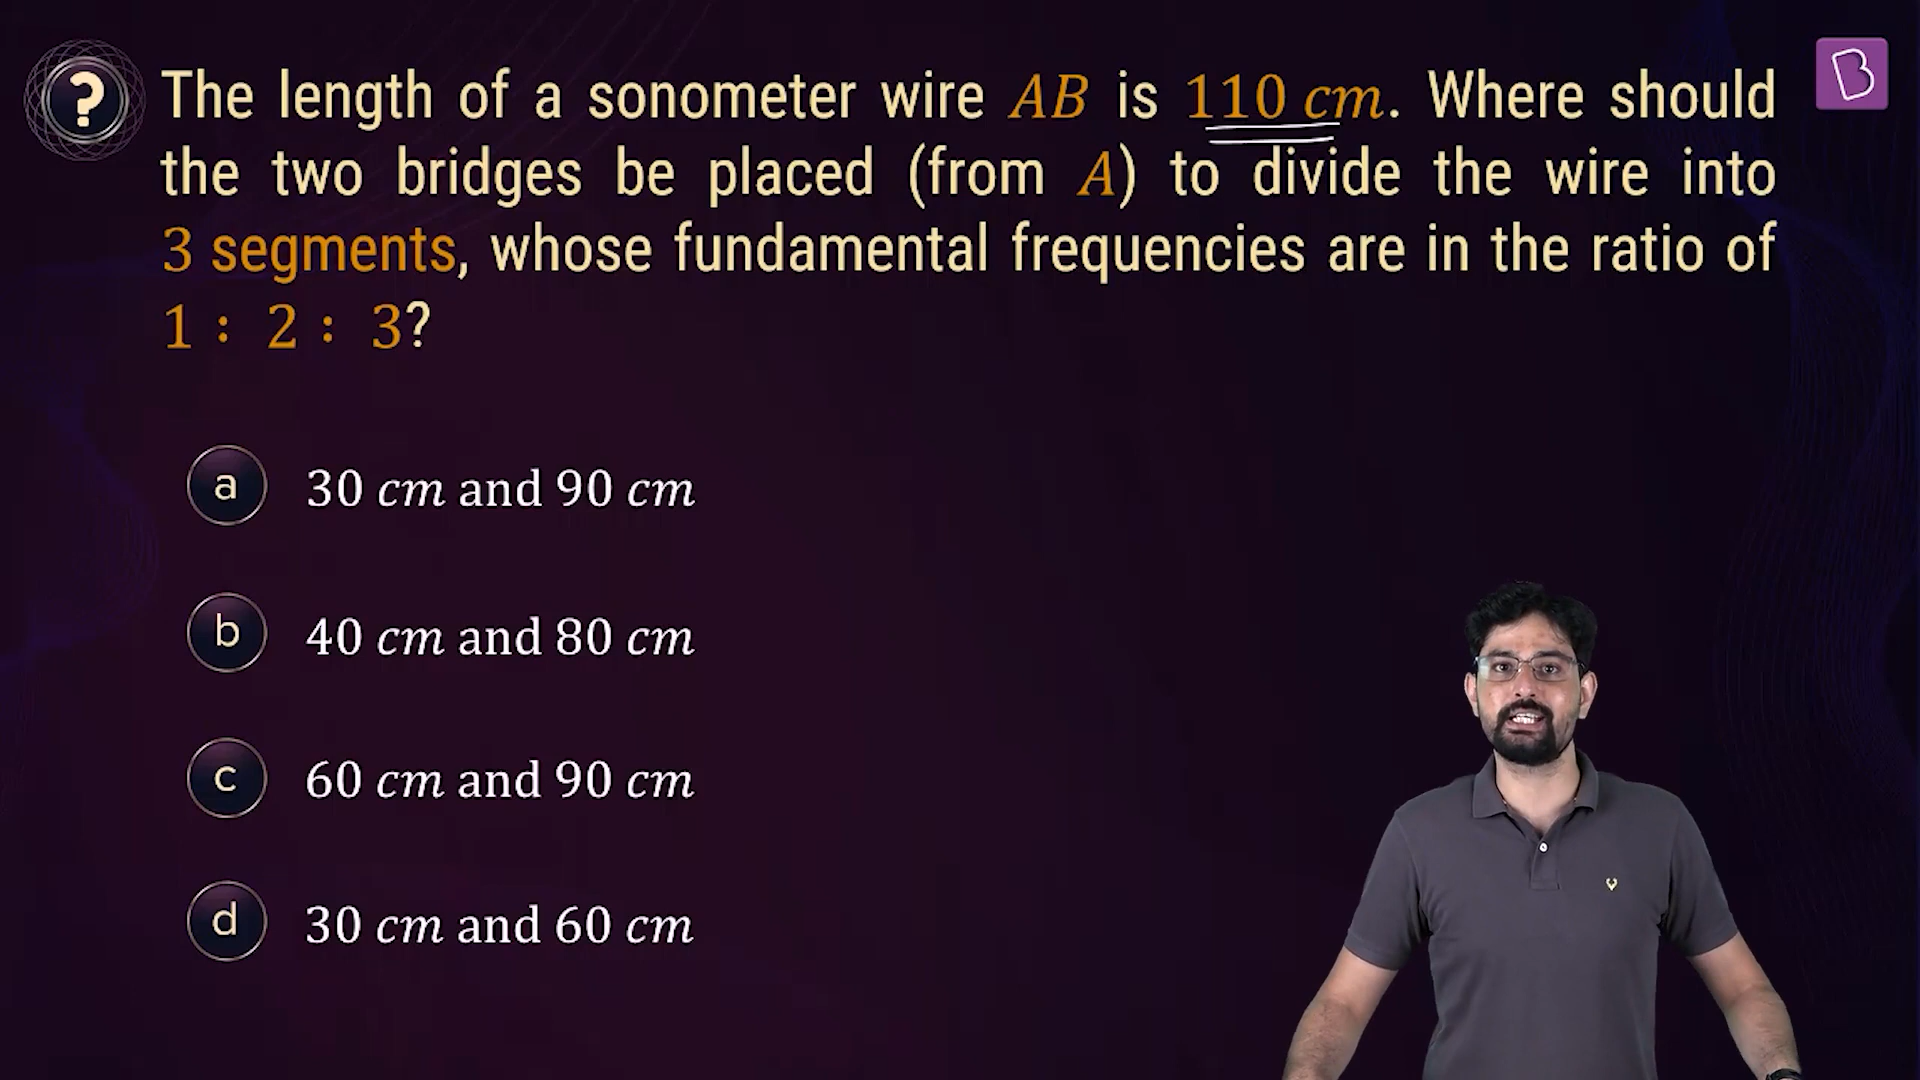 The length of a sonometer wire AB is 110 cm. Where should
the two bridges be placed (from A) to divide the wire into
3 segments, whose fundamental frequencies are in the ratio of
1 : 2 : 3?
a 30 cm and 90 cm
b 40 cm and 80 cm
c 60 cm and 90 cm
d 30 cm and 60 cm